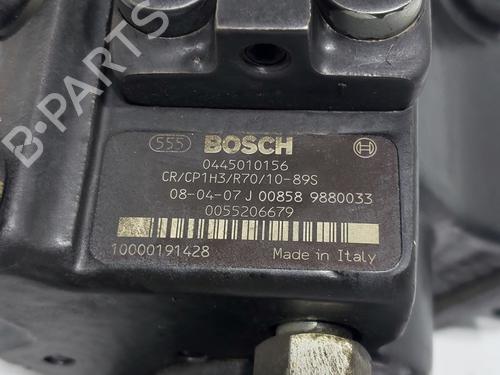 B-PARTS
555 BOSCH
0445010156
CR/CP1H3/R70/10-89S
08-04-07 J 00858 9880033
0055206679
10000191428 Made in Italy